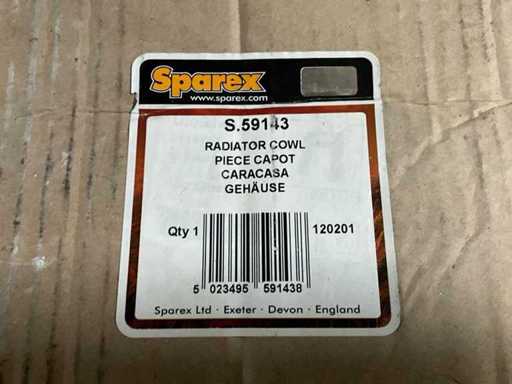 Sparex
www.sparex.com
S.59143
RADIATOR COWL
PIECE CAPOT
CARACASA
GEHÄUSE
Qty 1
120201
5 023495 591438
Sparex Ltd · Exeter · Devon · England